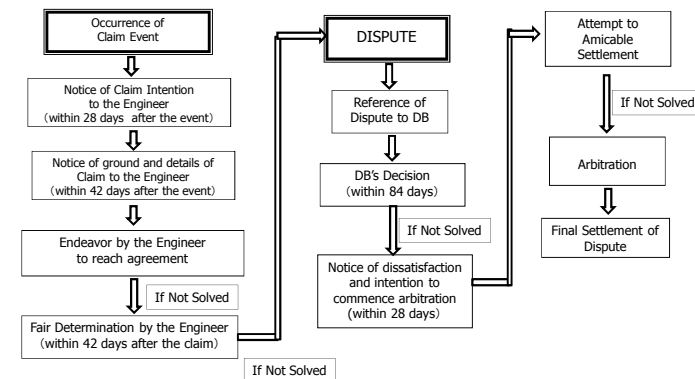 Occurrence of
Claim Event
Notice of Claim Intention
to the Engineer
(within 28 days after the event)
Notice of ground and details of
Claim to the Engineer
(within 42 days after the event)
Endeavor by the Engineer
to reach agreement
If Not Solved
Fair Determination by the Engineer
(within 42 days after the claim)
If Not Solved
DISPUTE
Reference of
Dispute to DB
DB's Decision
(within 84 days)
If Not Solved
Notice of dissatisfaction
and intention to
commence arbitration
(within 28 days)
Attempt to
Amicable
Settlement
If Not Solved
Arbitration
Final Settlement of
Dispute